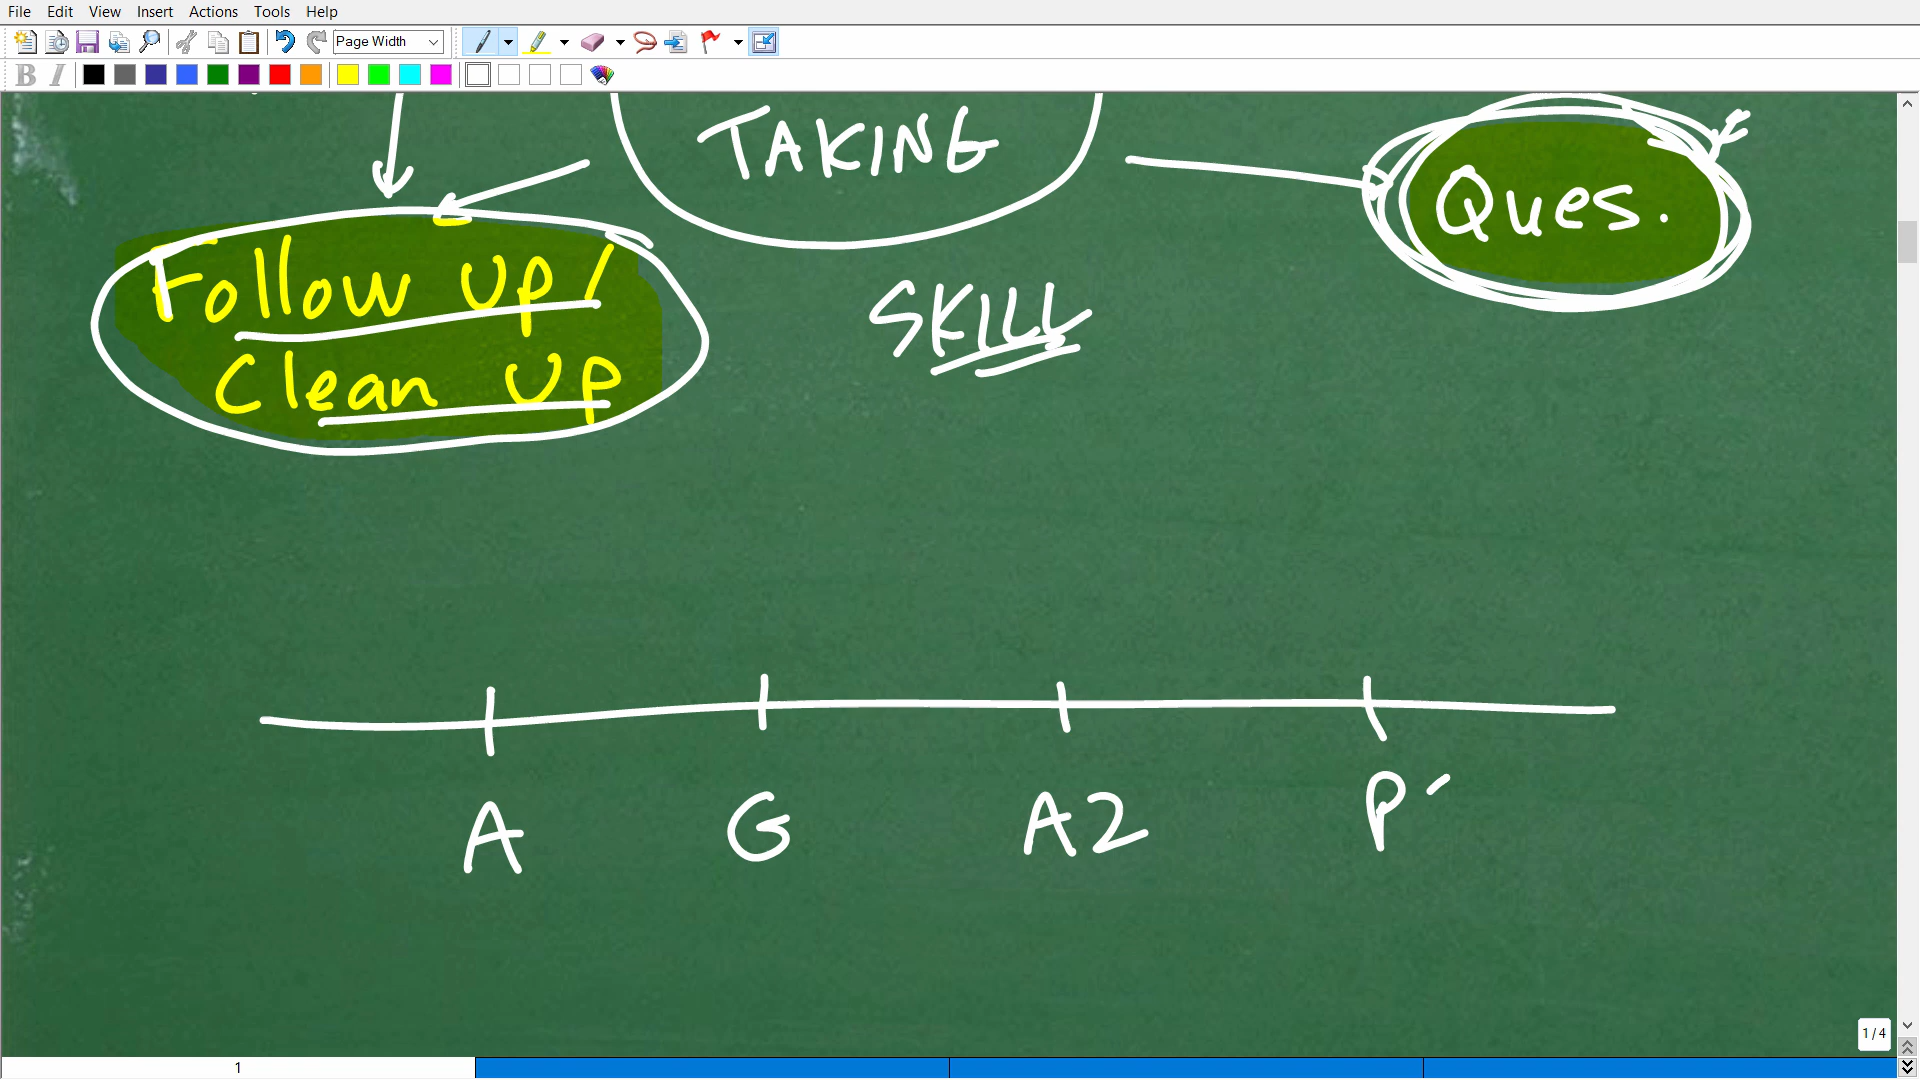 File Edit View Insert Actions Tools Help
Page Width
B I
TAKING
Ques.
Follow up/
Clean up
SKILL
A G A2 P
1 / 4
1